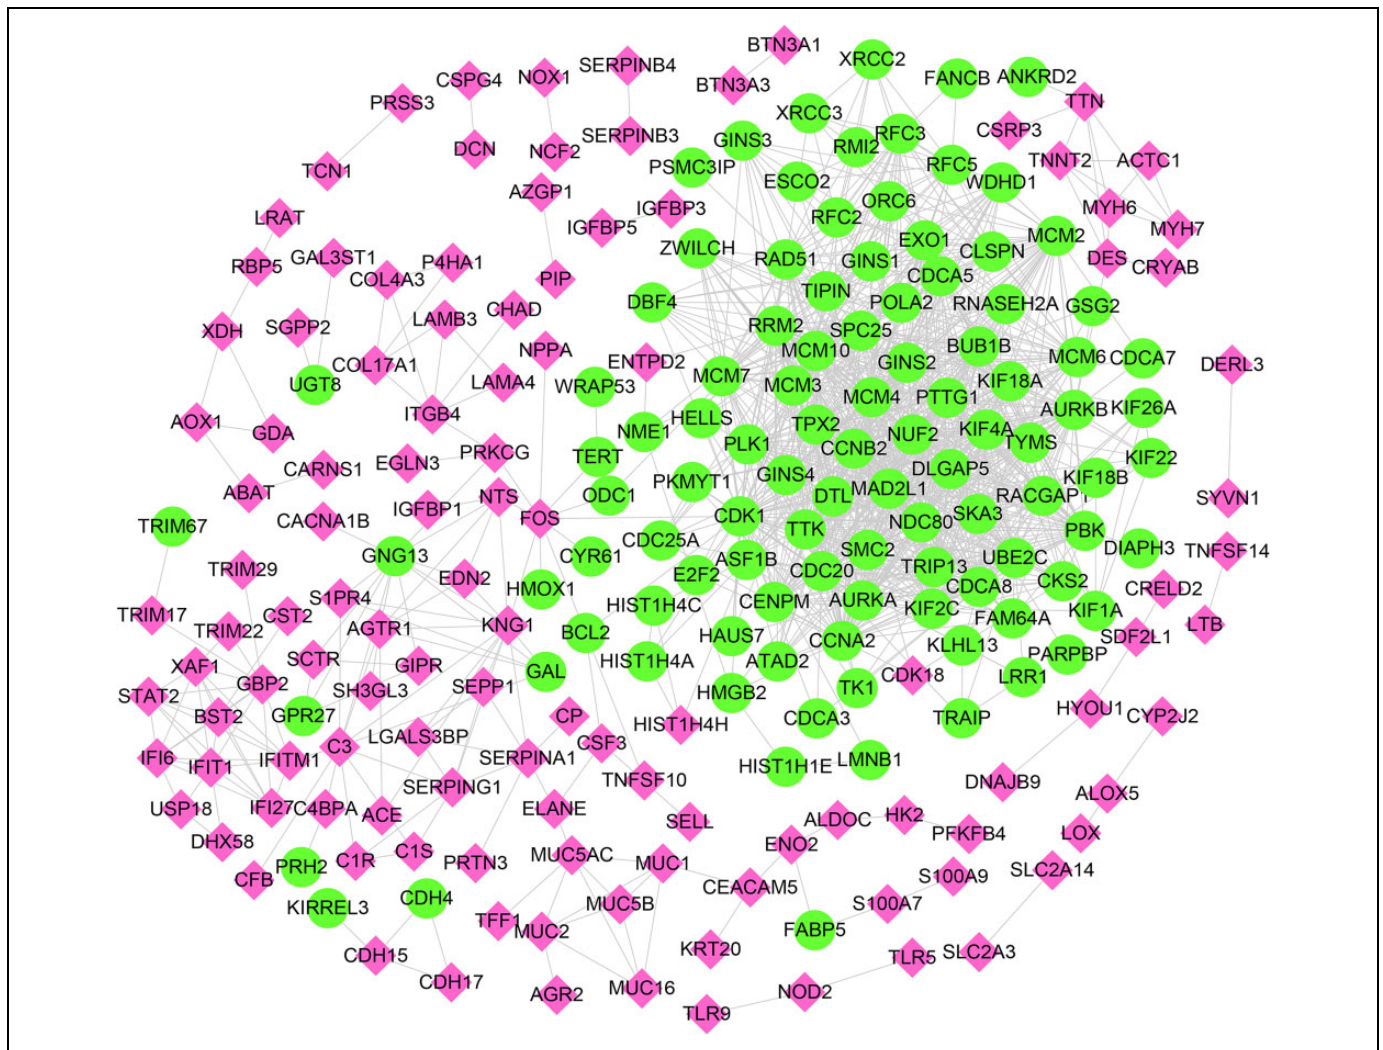 BTN3A1
XRCC2
SERPINB4
CSPG4
NOX1
BTN3A3
FANCB
ANKRD2
PRSS3
TTN
XRCC3
CSRP3
SERPINB3
GINS3
RMI2
RFC3
DCN
NCF2
PSMC3IP
RFC5
TNNT2
ACTC1
TCN1
AZGP1
ESCO2
WDHD1
ORC6
IGFBP3
MYH6
LRAT
IGFBP5
RFC2
MYH7
ZWILCH
EXO1
MCM2
GAL3ST1
P4HA1
RAD51
GINS1
CLSPN
DES
RBP5
COL4A3
PIP
CDCA5
CRYAB
TIPIN
DBF4
POLA2
RNASEH2A
GSG2
CHAD
XDH
SGPP2
LAMB3
RRM2
SPC25
NPPA
MCM10
BUB1B
COL17A1
ENTPD2
GINS2
MCM6
CDCA7
DERL3
UGT8
LAMA4
WRAP53
MCM7
MCM3
KIF18A
MCM4
PTTG1
ITGB4
HELLS
AURKB
KIF26A
AOX1
GDA
NME1
TPX2
NUF2
KIF4A
TYMS
PLK1
CCNB2
PRKCG
TERT
EGLN3
KIF22
CARNS1
GINS4
DLGAP5
KIF18B
PKMYT1
ABAT
NTS
ODC1
DTL
MAD2L1
RACGAP1
SYVN1
IGFBP1
CACNA1B
FOS
CDK1
SKA3
TRIM67
TTK
NDC80
PBK
CDC25A
SMC2
DIAPH3
TNFSF14
GNG13
CYR61
ASF1B
UBE2C
TRIM29
EDN2
E2F2
CDC20
TRIP13
CKS2
HMOX1
CDCA8
CRELD2
S1PR4
HIST1H4C
CENPM
AURKA
KIF2C
FAM64A
KIF1A
TRIM17
CST2
AGTR1
KNG1
LTB
TRIM22
BCL2
HAUS7
CCNA2
KLHL13
SDF2L1
SCTR
GIPR
HIST1H4A
ATAD2
PARPBP
XAF1
GAL
CDK18
LRR1
GBP2
SH3GL3
SEPP1
TK1
STAT2
HMGB2
HYOU1
GPR27
BST2
CP
HIST1H4H
CDCA3
TRAIP
CYP2J2
LGALS3BP
C3
CSF3
IFI6
IFIT1
IFITM1
SERPINA1
LMNB1
HIST1H1E
SERPING1
TNFSF10
DNAJB9
ALOX5
USP18
IFI27
C4BPA
ACE
ELANE
SELL
ALDOC
HK2
PFKFB4
LOX
DHX58
ENO2
C1R
C1S
PRTN3
MUC5AC
MUC1
PRH2
SLC2A14
CFB
CEACAM5
S100A9
CDH4
MUC5B
S100A7
KIRREL3
TFF1
MUC2
FABP5
KRT20
CDH15
TLR5
SLC2A3
CDH17
MUC16
AGR2
NOD2
TLR9